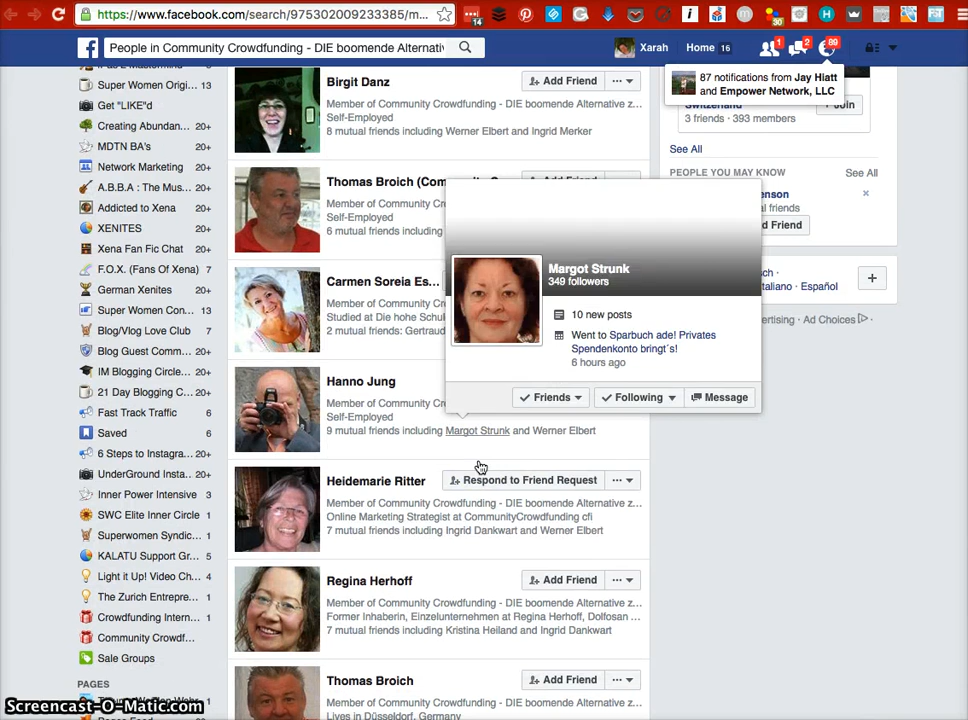 https://www.facebook.com/search/975302009233385/m...
14
30
People in Community Crowdfunding - DIE boomende Alternati
Xarah
Home 16
1
2
89
87 notifications from Jay Hiatt
and Empower Network, LLC
Super Women Origi... 13
Get "LIKE"d
Creating Abundan... 20+
MDTN BA's 20+
Network Marketing 20+
A.B.B.A : The Mus... 20+
Addicted to Xena 20+
XENITES 20+
Xena Fan Fic Chat 20+
F.O.X. (Fans Of Xena) 7
German Xenites 20+
Super Women Con... 13
Blog/Vlog Love Club 7
Blog Guest Comm... 20+
IM Blogging Circle... 20+
21 Day Blogging C... 20+
Fast Track Traffic 6
Saved 6
6 Steps to Instagra... 20+
UnderGround Insta... 20+
Inner Power Intensive 3
SWC Elite Inner Circle 1
Superwomen Syndic... 1
KALATU Support Gr... 5
Light it Up! Video Ch... 4
The Zurich Entrepre... 1
Crowdfunding Intern... 1
Community Crowdf...
Sale Groups
PAGES
Birgit Danz
Add Friend
Member of Community Crowdfunding - DIE boomende Alternative z...
Self-Employed
8 mutual friends including Werner Elbert and Ingrid Merker
Thomas Broich
Self-Employed
6 mutual friends including
Carmen Soreia Es...
Studied at Die hohe Schu
2 mutual friends: Gertraud
Hanno Jung
Member of Community Cr
Self-Employed
9 mutual friends including Margot Strunk and Werner Elbert
Margot Strunk
349 followers
10 new posts
Went to Sparbuch ade! Privates
Spendenkonto bringt´s!
6 hours ago
Friends
Following
Message
Heidemarie Ritter
Respond to Friend Request
Member of Community Crowdfunding - DIE boomende Alternative z...
Online Marketing Strategist at CommunityCrowdfunding cfi
7 mutual friends including Ingrid Dankwart and Werner Elbert
Regina Herhoff
Add Friend
Member of Community Crowdfunding - DIE boomende Alternative z...
Former Inhaberin, Einzelunternehmen at Regina Herhoff, Dolfosan ...
7 mutual friends including Kristina Heiland and Ingrid Dankwart
Thomas Broich
Add Friend
Member of Community Crowdfunding - DIE boomende Alternative z...
Lives in Düsseldorf, Germany
Switzerland
Join
3 friends · 393 members
See All
PEOPLE YOU MAY KNOW
See All
d Friend
Italiano · Español
Ad Choices
Screencast-O-Matic.com